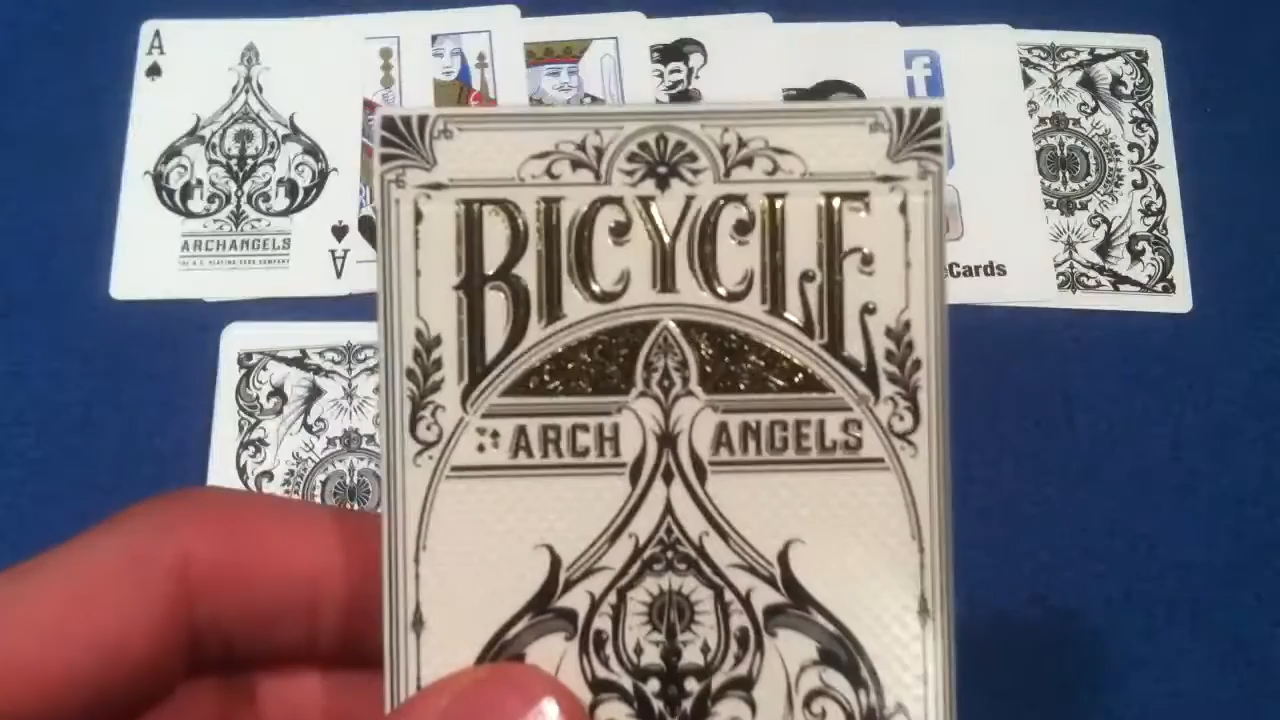 A
ARCHANGELS
THE U.S. PLAYING CARD COMPANY
A
f
eCards
BICYCLE
ARCH ANGELS